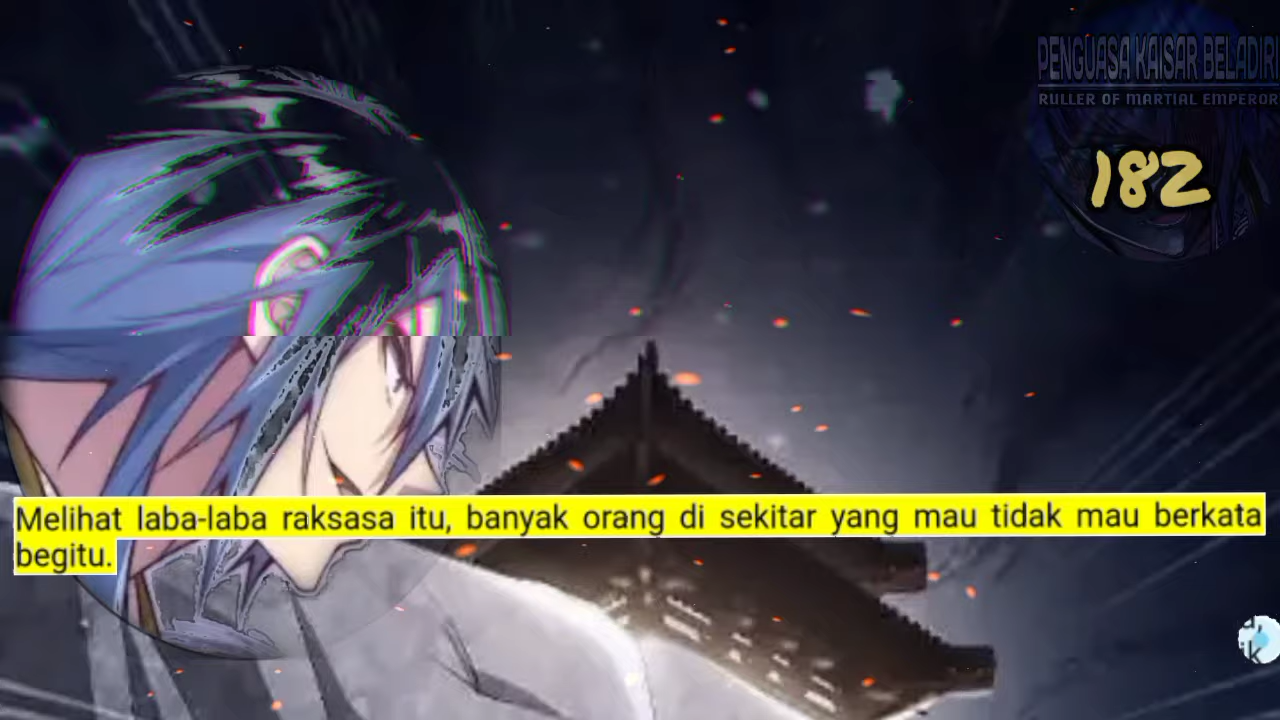 PENGUASA KAISAR BELADIRI
RULLER OF MARTIAL EMPEROR
182
Melihat laba-laba raksasa itu, banyak orang di sekitar yang mau tidak mau berkata
begitu.